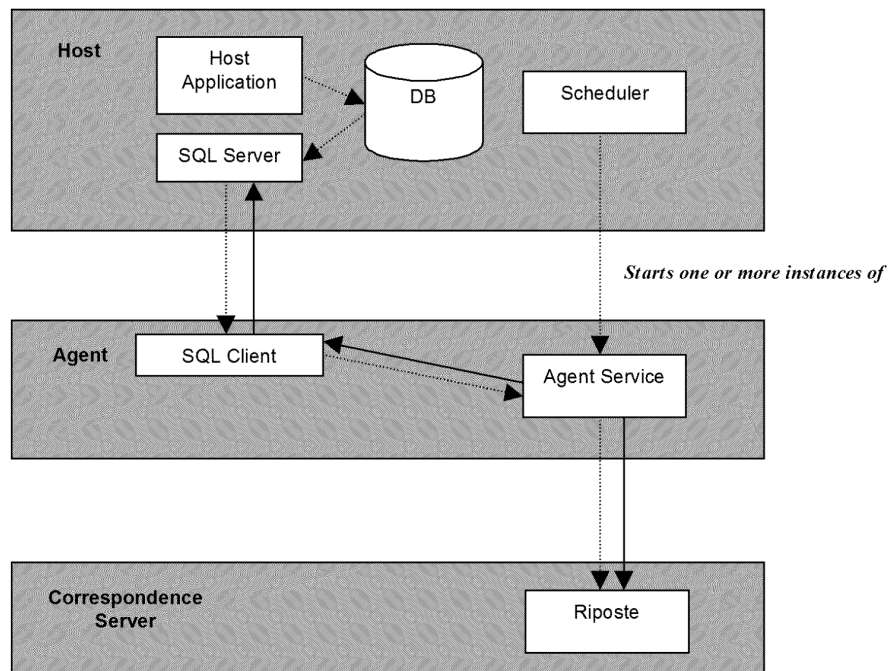 Host
Host
Application
DB
Scheduler
SQL Server
Starts one or more instances of
Agent
SQL Client
Agent Service
Correspondence
Server
Riposte